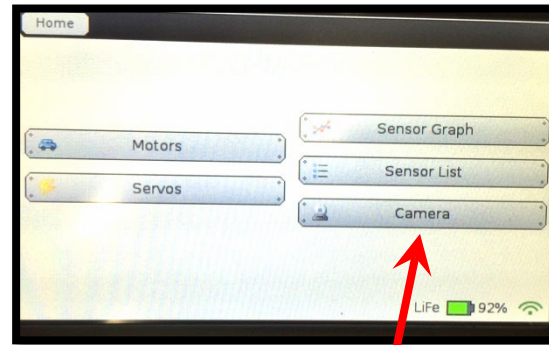 Home
Motors
Servos
Sensor Graph
Sensor List
Camera
LiFe 92%